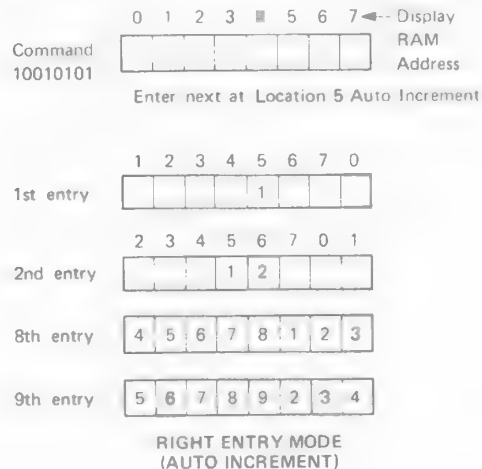 0 1 2 3 5 6 7 Display
RAM
Address
Command
10010101
Enter next at Location 5 Auto Increment
1 2 3 4 5 6 7 0
1st entry 1
2 3 4 5 6 7 0 1
2nd entry 1 2
8th entry 4 5 6 7 8 1 2 3
9th entry 5 6 7 8 9 2 3 4
RIGHT ENTRY MODE
(AUTO INCREMENT)